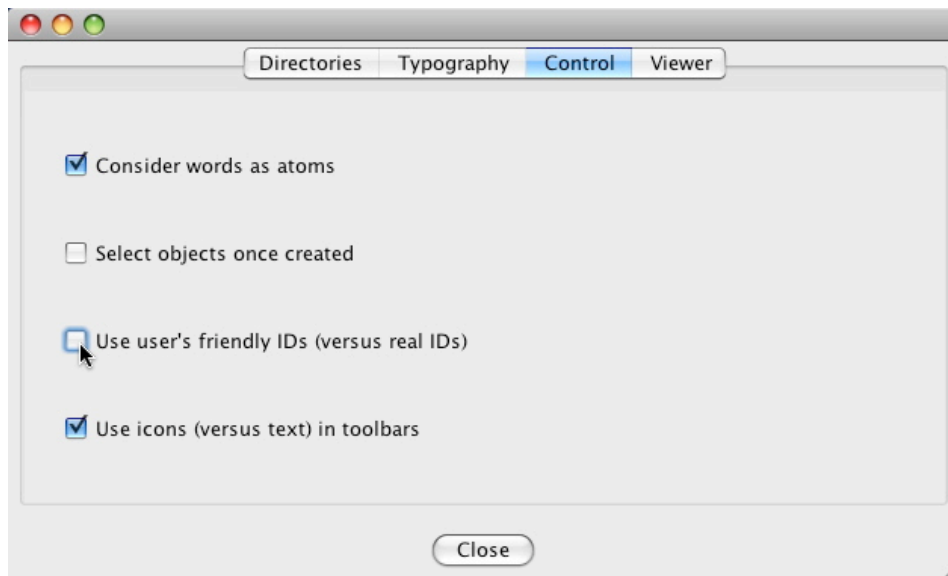 Directories Typography Control Viewer
Consider words as atoms
Select objects once created
Use user's friendly IDs (versus real IDs)
Use icons (versus text) in toolbars
Close